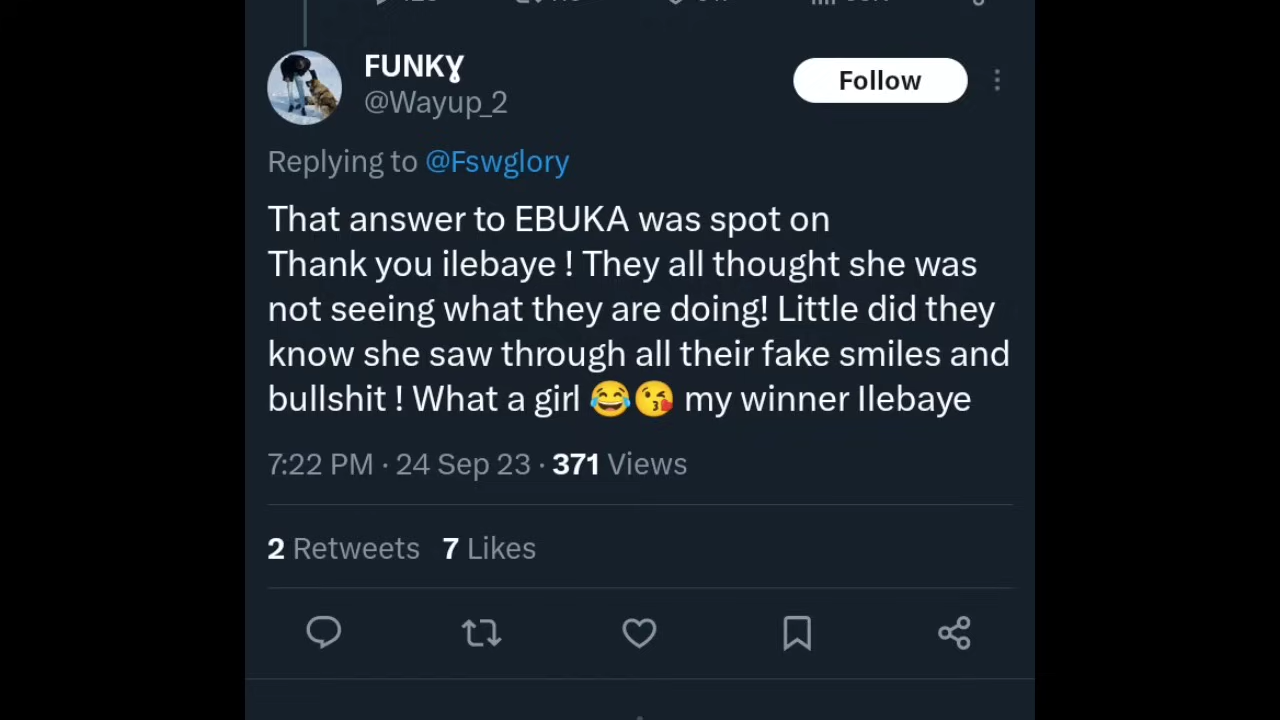 FUNKƔ
@Wayup_2
Follow
Replying to @Fswglory
That answer to EBUKA was spot on
Thank you ilebaye ! They all thought she was
not seeing what they are doing! Little did they
know she saw through all their fake smiles and
bullshit ! What a girl 😂😘 my winner Ilebaye
7:22 PM · 24 Sep 23 · 371 Views
2 Retweets 7 Likes